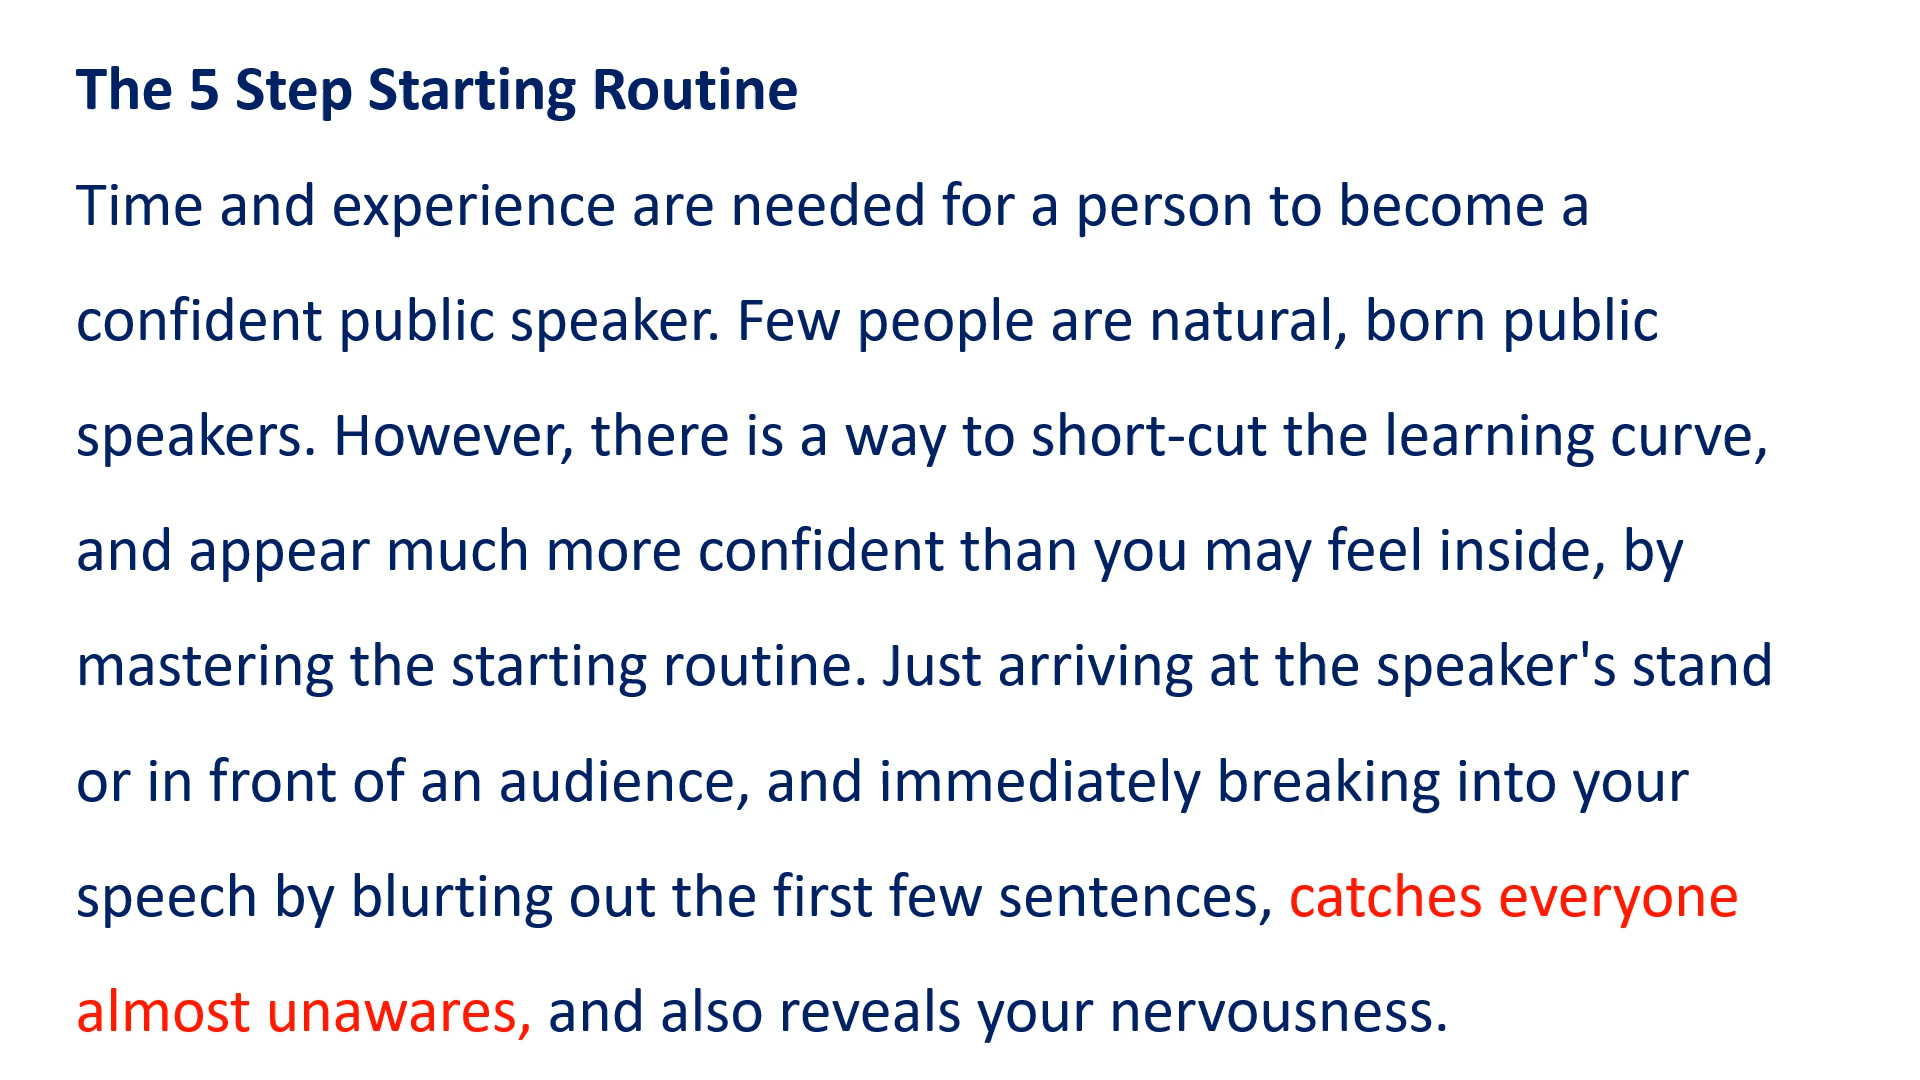 The 5 Step Starting Routine
Time and experience are needed for a person to become a
confident public speaker. Few people are natural, born public
speakers. However, there is a way to short-cut the learning curve,
and appear much more confident than you may feel inside, by
mastering the starting routine. Just arriving at the speaker's stand
or in front of an audience, and immediately breaking into your
speech by blurting out the first few sentences, catches everyone
almost unawares, and also reveals your nervousness.